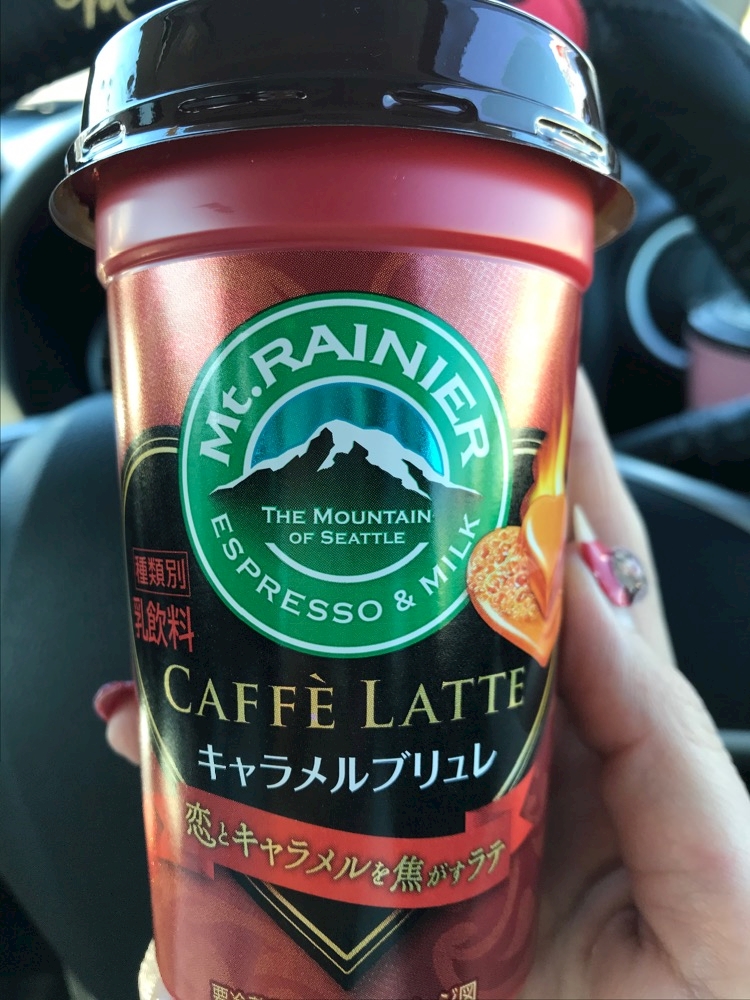 Mt. RAINIER
THE MOUNTAIN
OF SEATTLE
ESPRESSO & MILK
種類別
乳飲料
CAFFÈ LATTE
キャラメルブリュレ
恋とキャラメルを焦がすラテ